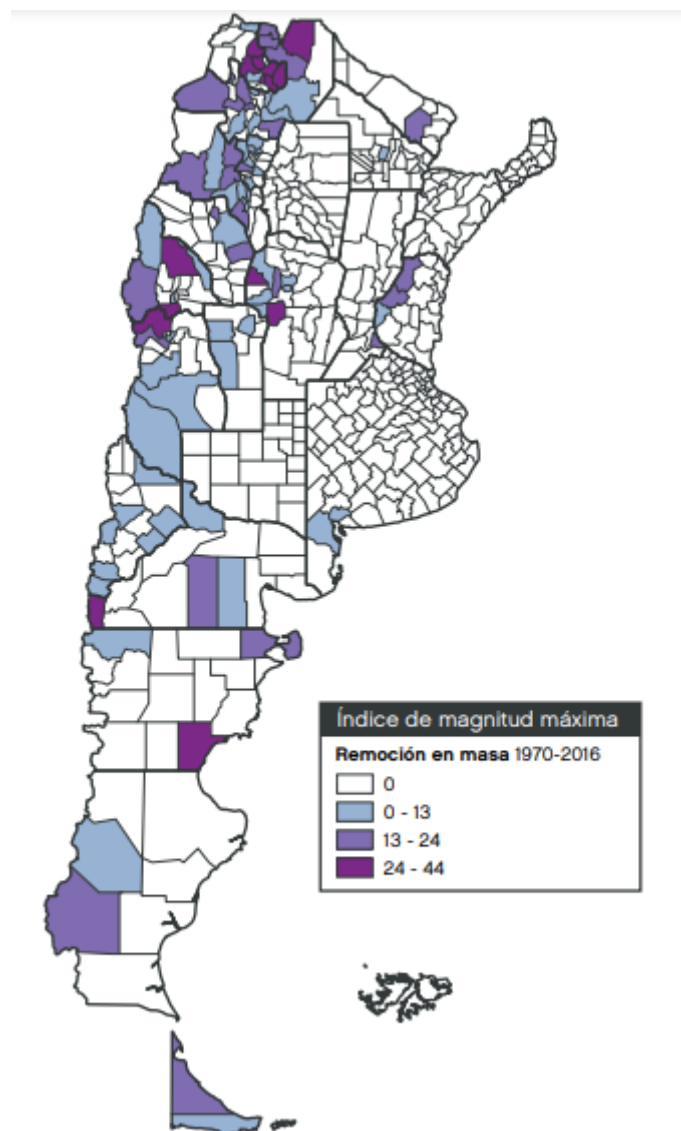 Índice de magnitud máxima
Remoción en masa 1970-2016
0
0 - 13
13 - 24
24 - 44